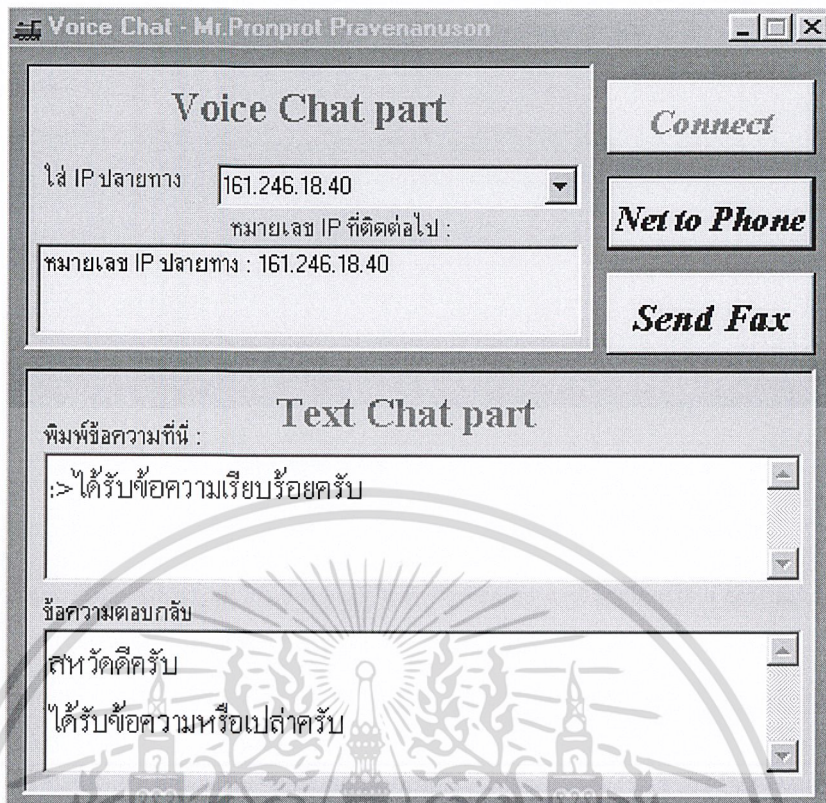 Voice Chat - Mr.Pronprot Pravenanuson
Voice Chat part
Connect
ใส่ IP ปลายทาง
161.246.18.40
Net to Phone
หมายเลข IP ที่ติดต่อไป :
หมายเลข IP ปลายทาง : 161.246.18.40
Send Fax
Text Chat part
พิมพ์ข้อความที่นี่ :
:>ได้รับข้อความเรียบร้อยครับ
ข้อความตอบกลับ
สหวัดดีครับ
ได้รับข้อความหรือเปล่าครับ